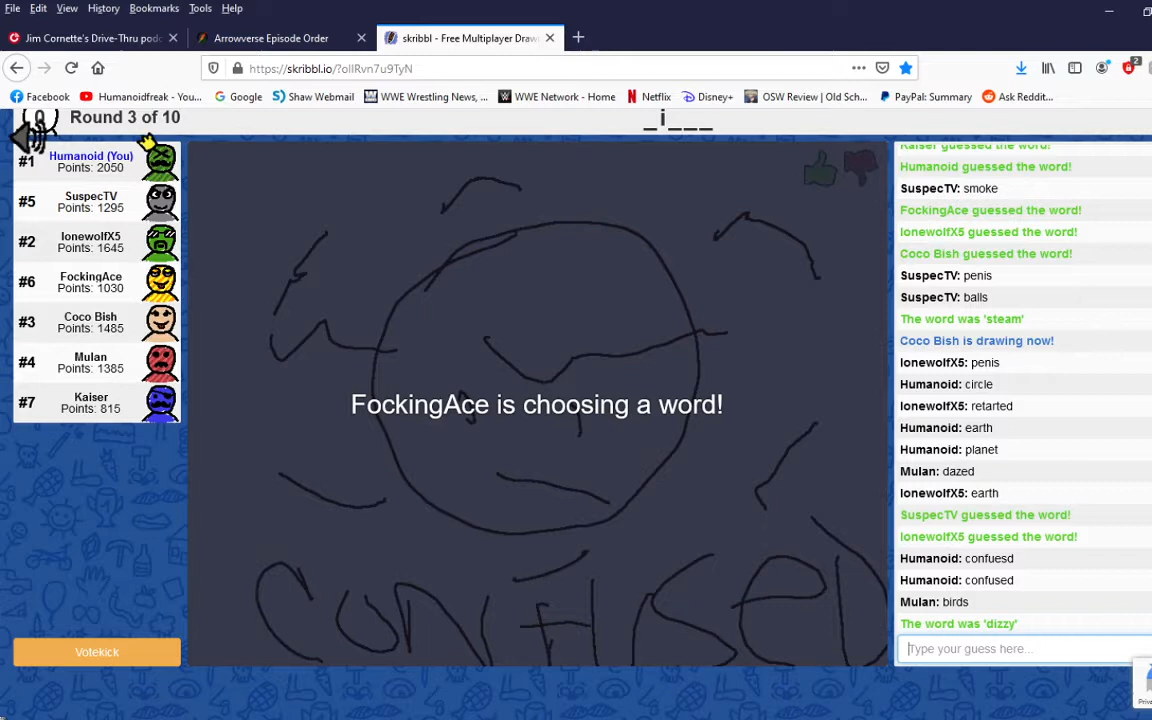 File Edit View History Bookmarks Tools Help
Jim Cornette's Drive-Thru pod
Arrowverse Episode Order
skribbl - Free Multiplayer Draw
https://skribbl.io/?olIRvn7u9TyN
2
Facebook
Humanoidfreak - You...
Google
Shaw Webmail
WWE Wrestling News, ...
WWE Network - Home
Netflix
Disney+
OSW Review | Old Sch...
PayPal: Summary
Ask Reddit...
0 Round 3 of 10
_i___
#1 Humanoid (You)
Points: 2050
#5 SuspecTV
Points: 1295
#2 lonewolfX5
Points: 1645
#6 FockingAce
Points: 1030
#3 Coco Bish
Points: 1485
#4 Mulan
Points: 1385
#7 Kaiser
Points: 815
Votekick
FockingAce is choosing a word!
CONFUSED
Kaiser guessed the word!
Humanoid guessed the word!
SuspecTV: smoke
FockingAce guessed the word!
lonewolfX5 guessed the word!
Coco Bish guessed the word!
SuspecTV: penis
SuspecTV: balls
The word was 'steam'
Coco Bish is drawing now!
lonewolfX5: penis
Humanoid: circle
lonewolfX5: retarted
Humanoid: earth
Humanoid: planet
Mulan: dazed
lonewolfX5: earth
SuspecTV guessed the word!
lonewolfX5 guessed the word!
Humanoid: confuesd
Humanoid: confused
Mulan: birds
The word was 'dizzy'
Type your guess here...